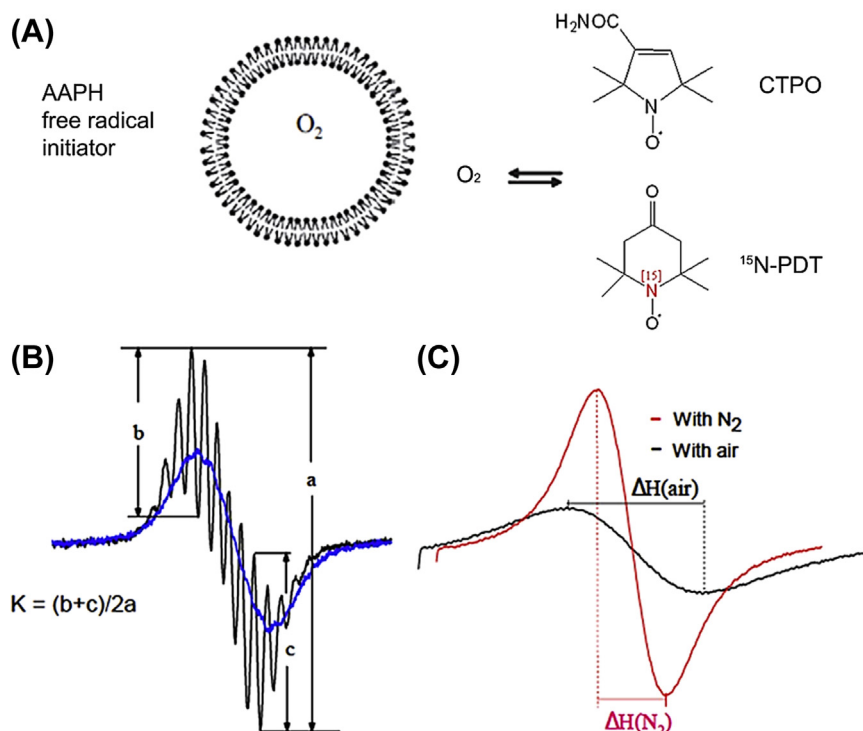 (A)
AAPH
free radical
initiator
O₂
O₂
H₂NOC
N
O•
CTPO
O
[15]
N
O•
¹⁵N-PDT
(B)
b
a
c
K = (b+c)/2a
(C)
With N₂
With air
ΔH(air)
ΔH(N₂)